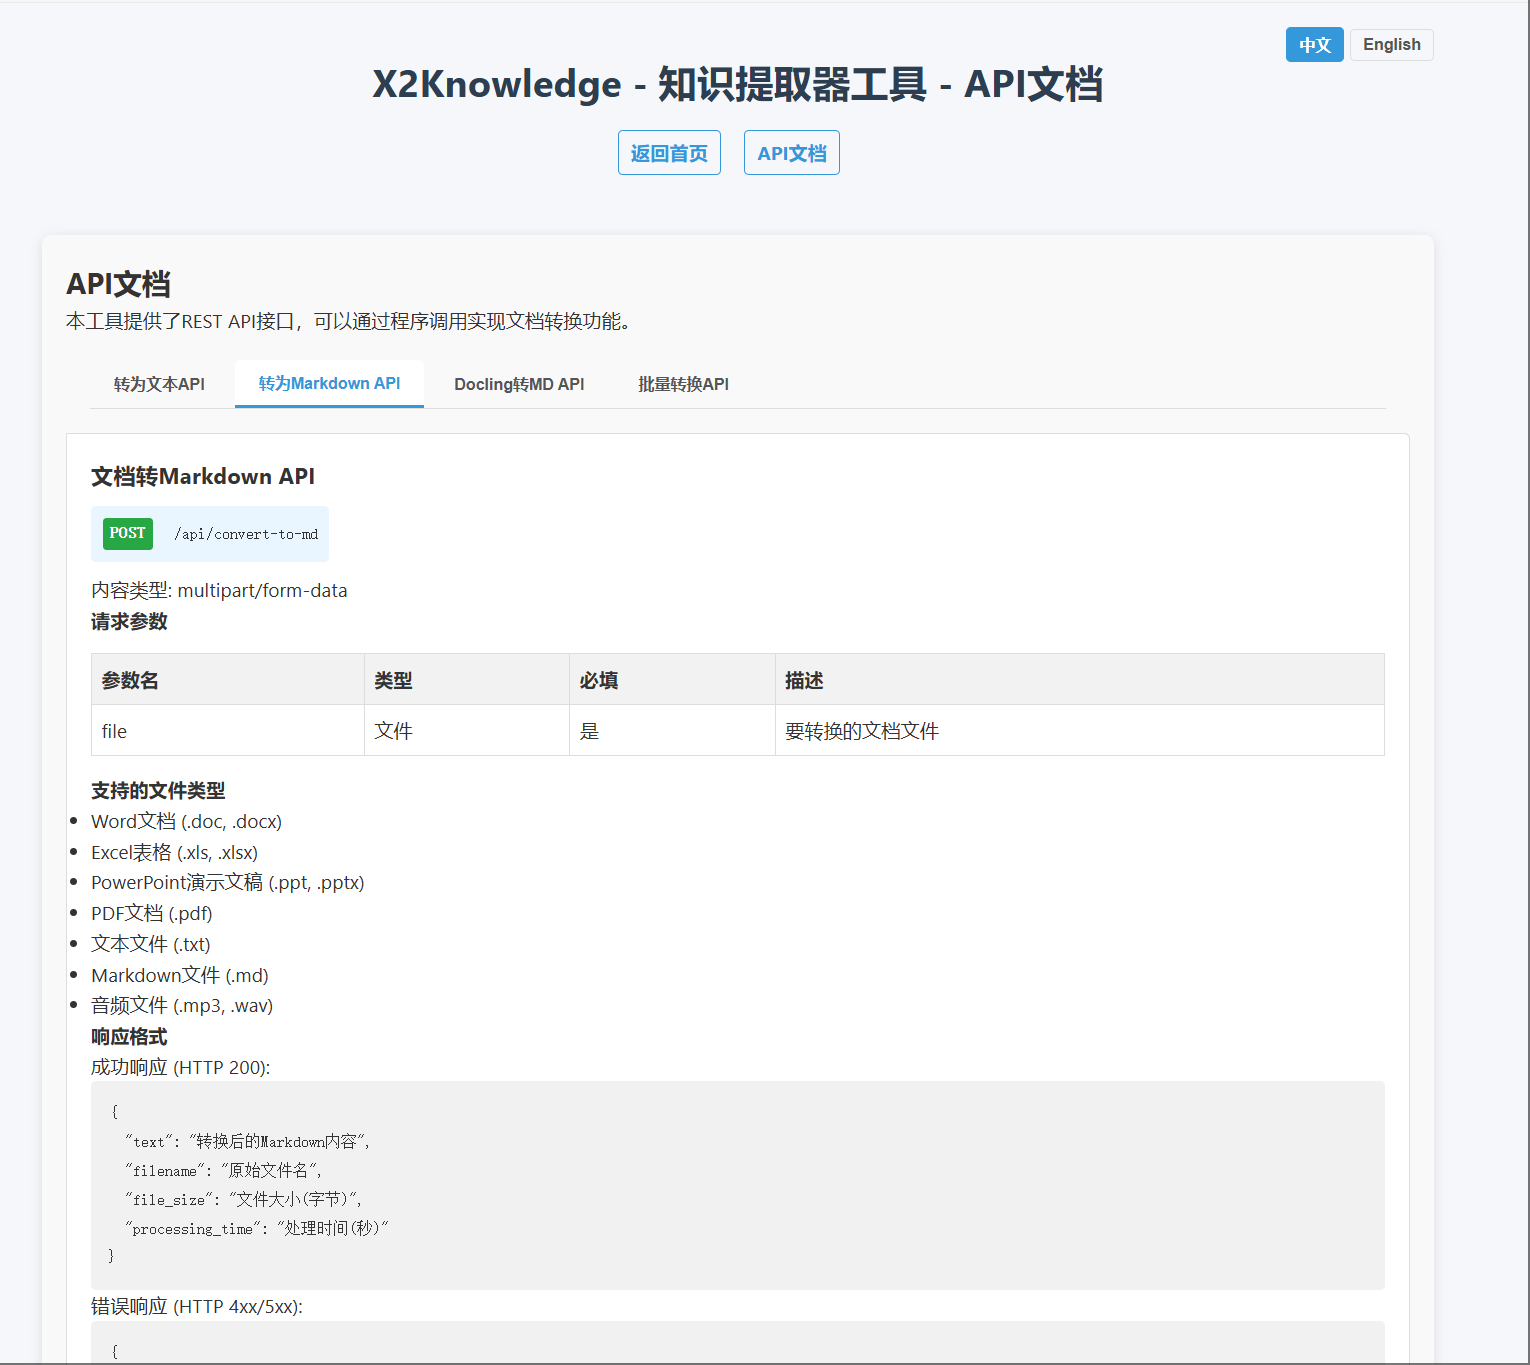 中文 English
X2Knowledge - 知识提取器工具 - API文档
返回首页 API文档
API文档
本工具提供了REST API接口，可以通过程序调用实现文档转换功能。
转为文本API 转为Markdown API Docling转MD API 批量转换API
文档转Markdown API
POST /api/convert-to-md
内容类型: multipart/form-data
请求参数
参数名 类型 必填 描述
file 文件 是 要转换的文档文件
支持的文件类型
Word文档 (.doc, .docx)
Excel表格 (.xls, .xlsx)
PowerPoint演示文稿 (.ppt, .pptx)
PDF文档 (.pdf)
文本文件 (.txt)
Markdown文件 (.md)
音频文件 (.mp3, .wav)
响应格式
成功响应 (HTTP 200):
{
"text": "转换后的Markdown内容",
"filename": "原始文件名",
"file_size": "文件大小(字节)",
"processing_time": "处理时间(秒)"
}
错误响应 (HTTP 4xx/5xx):
{